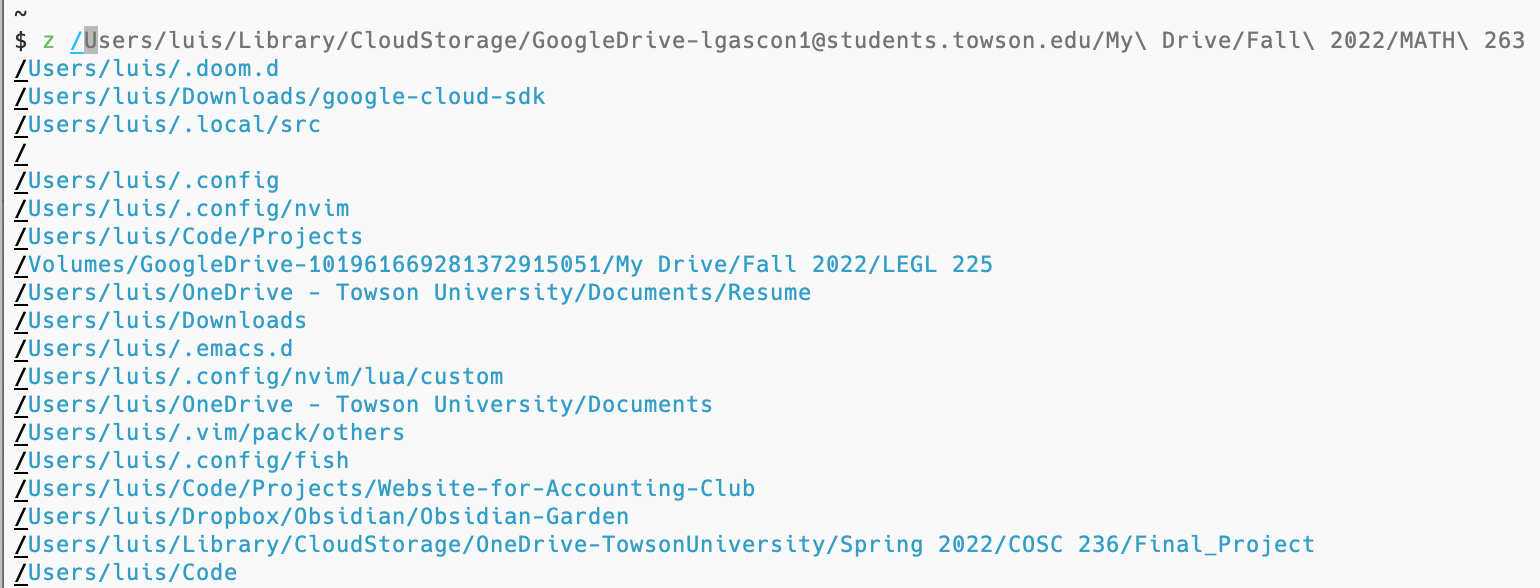 ~
$ z /Users/luis/Library/CloudStorage/GoogleDrive-lgascon1@students.towson.edu/My\ Drive/Fall\ 2022/MATH\ 263
/Users/luis/.doom.d
/Users/luis/Downloads/google-cloud-sdk
/Users/luis/.local/src
/
/Users/luis/.config
/Users/luis/.config/nvim
/Users/luis/Code/Projects
/Volumes/GoogleDrive-101961669281372915051/My Drive/Fall 2022/LEGL 225
/Users/luis/OneDrive - Towson University/Documents/Resume
/Users/luis/Downloads
/Users/luis/.emacs.d
/Users/luis/.config/nvim/lua/custom
/Users/luis/OneDrive - Towson University/Documents
/Users/luis/.vim/pack/others
/Users/luis/.config/fish
/Users/luis/Code/Projects/Website-for-Accounting-Club
/Users/luis/Dropbox/Obsidian/Obsidian-Garden
/Users/luis/Library/CloudStorage/OneDrive-TowsonUniversity/Spring 2022/COSC 236/Final_Project
/Users/luis/Code